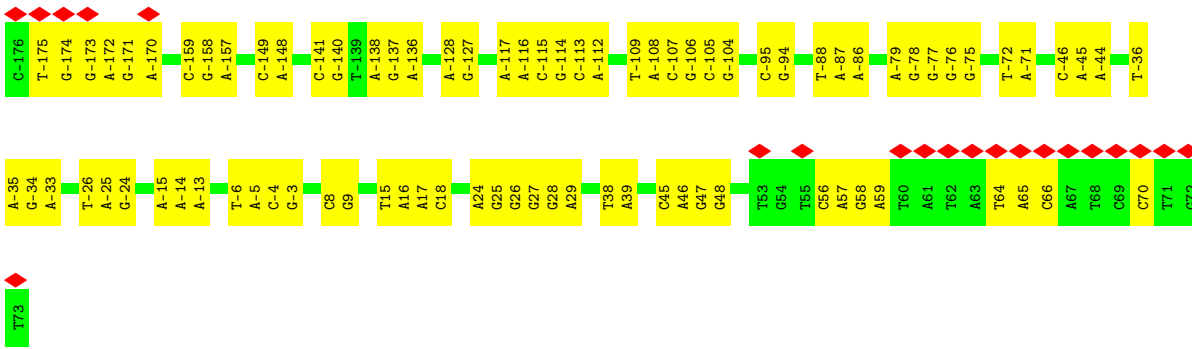 C-176 T-175 G-174 G-173 A-172 G-171 A-170 C-159 G-158 A-157 C-149 A-148 C-141 G-140 T-139 A-138 G-137 A-136 A-128 G-127 A-117 A-116 C-115 G-114 C-113 A-112 T-109 A-108 C-107 G-106 C-105 G-104 C-95 G-94 T-88 A-87 A-86 A-79 G-78 G-77 G-76 G-75 T-72 A-71 C-46 A-45 A-44 T-36
A-35 G-34 A-33 T-26 A-25 G-24 A-15 A-14 A-13 T-6 A-5 C-4 G-3 C8 G9 T15 A16 A17 C18 A24 G25 G26 G27 G28 A29 T38 A39 C45 A46 G47 G48 T53 G54 T55 C56 A57 G58 A59 T60 A61 T62 A63 T64 A65 C66 A67 T68 C69 C70 T71 G72
T73